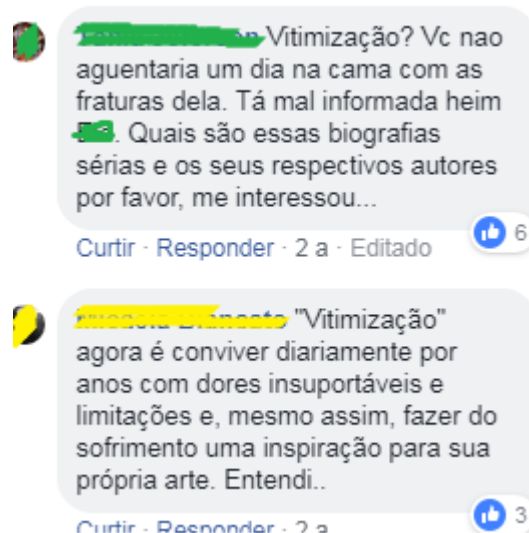 Vitimização? Vc nao
aguentaria um dia na cama com as
fraturas dela. Tá mal informada heim
. Quais são essas biografias
sérias e os seus respectivos autores
por favor, me interessou...
6
Curtir · Responder · 2 a · Editado
"Vitimização"
agora é conviver diariamente por
anos com dores insuportáveis e
limitações e, mesmo assim, fazer do
sofrimento uma inspiração para sua
própria arte. Entendi..
3
Curtir · Responder · 2 a